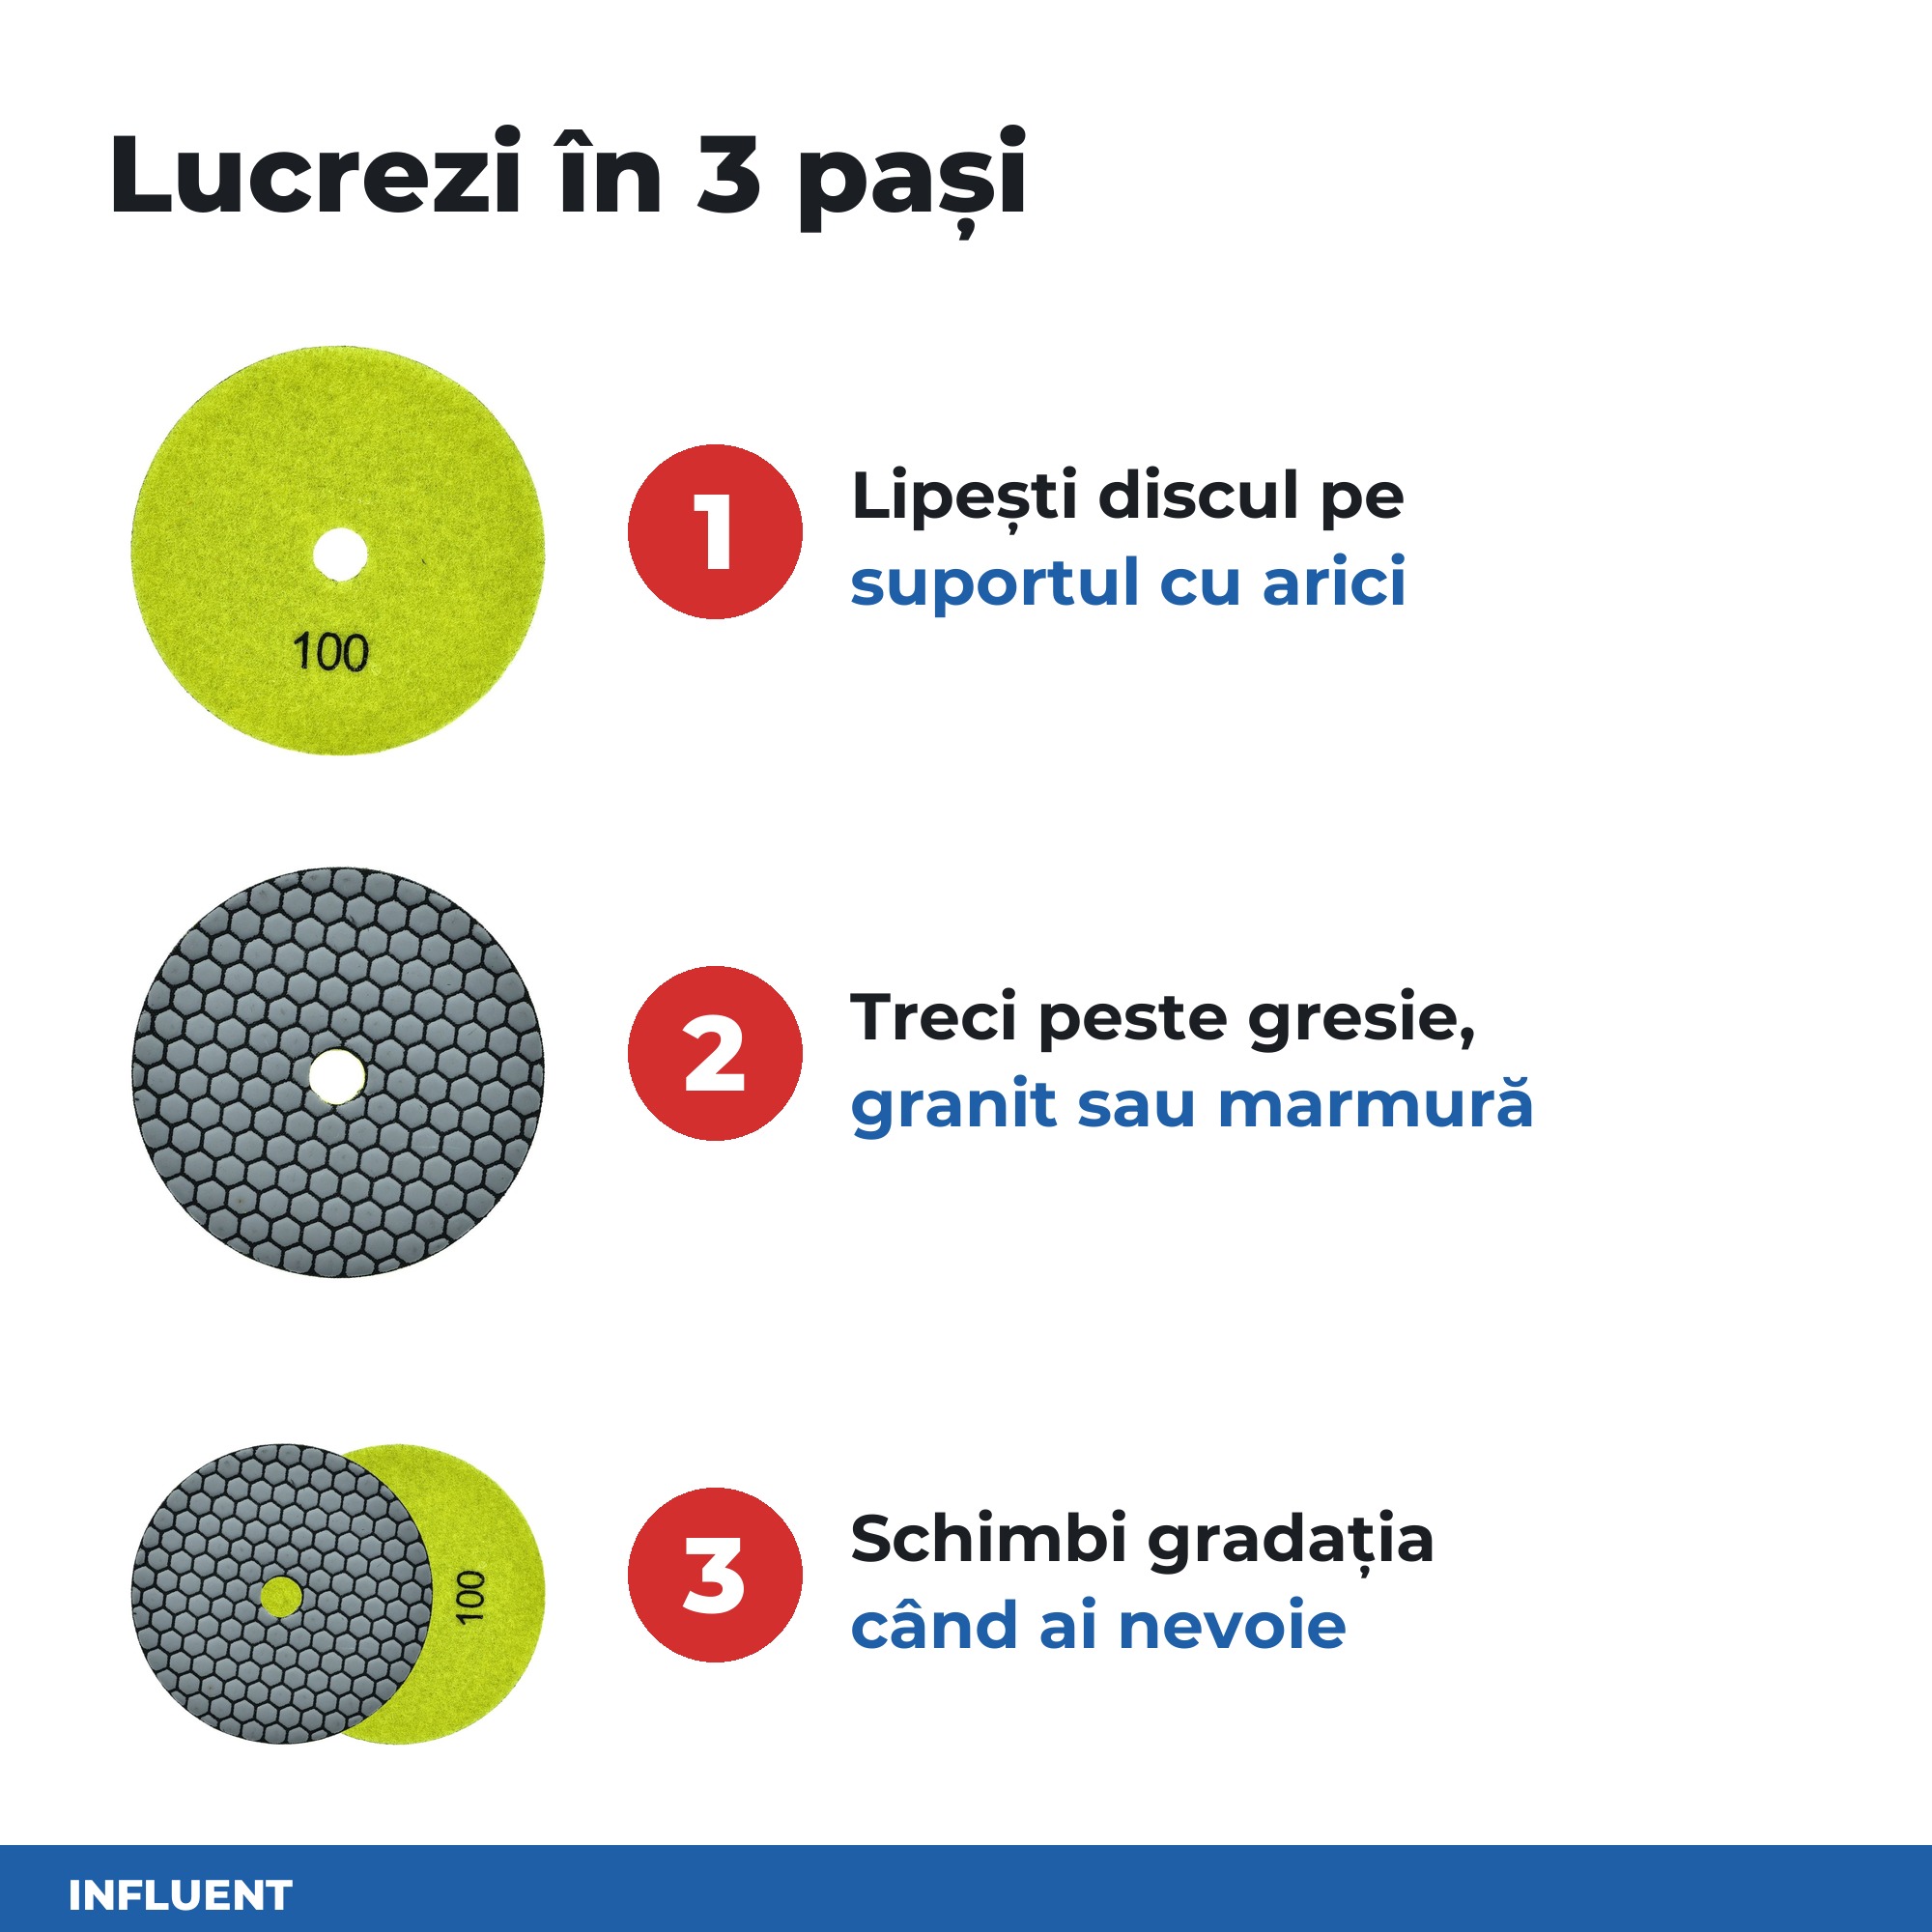 Lucrezi în 3 pași
100
1
Lipești discul pe
suportul cu arici
2
Treci peste gresie,
granit sau marmură
100
3
Schimbi gradația
când ai nevoie
INFLUENT